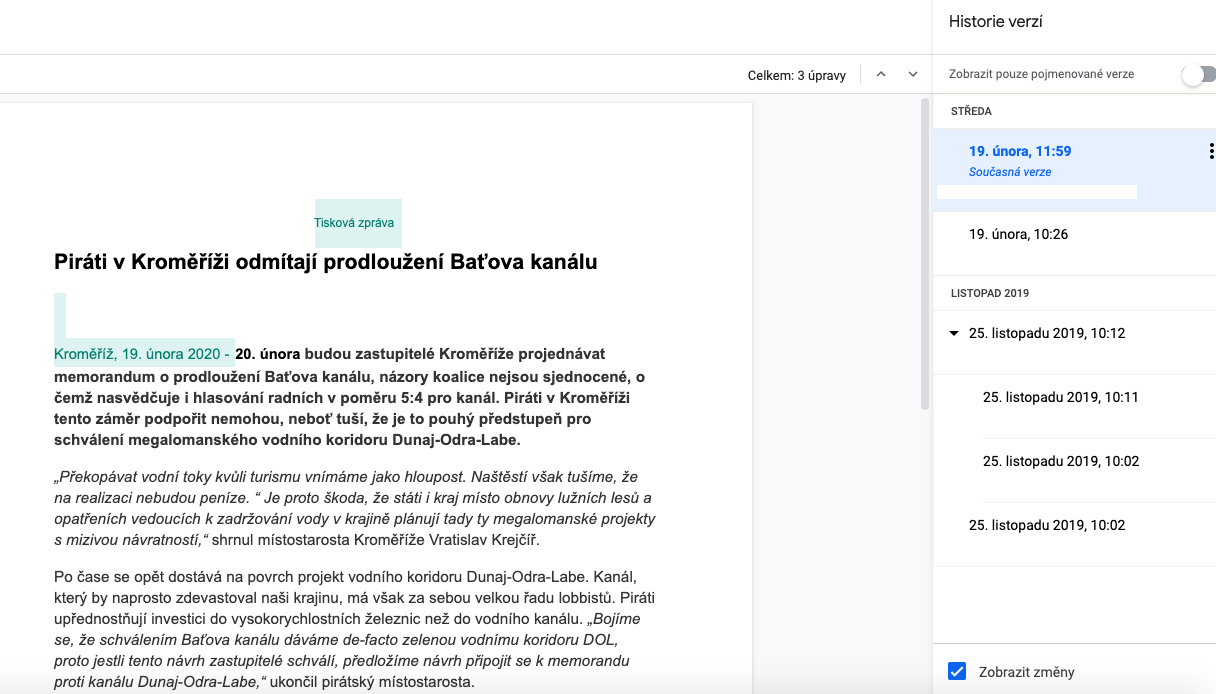 Historie verzí
Celkem: 3 úpravy
Zobrazit pouze pojmenované verze
STŘEDA
19. února, 11:59
Současná verze
19. února, 10:26
LISTOPAD 2019
25. listopadu 2019, 10:12
25. listopadu 2019, 10:11
25. listopadu 2019, 10:02
25. listopadu 2019, 10:02
Zobrazit změny
Tisková zpráva
Piráti v Kroměříži odmítají prodloužení Baťova kanálu
Kroměříž, 19. února 2020 - 20. února budou zastupitelé Kroměříže projednávat
memorandum o prodloužení Baťova kanálu, názory koalice nejsou sjednocené, o
čemž nasvědčuje i hlasování radních v poměru 5:4 pro kanál. Piráti v Kroměříži
tento záměr podpořit nemohou, neboť tuší, že je to pouhý předstupeň pro
schválení megalomanského vodního koridoru Dunaj-Odra-Labe.
„Překopávat vodní toky kvůli turismu vnímáme jako hloupost. Naštěstí však tušíme, že
na realizaci nebudou peníze. “ Je proto škoda, že státi i kraj místo obnovy lužních lesů a
opatřeních vedoucích k zadržování vody v krajině plánují tady ty megalomanské projekty
s mizivou návratností,“ shrnul místostarosta Kroměříže Vratislav Krejčíř.
Po čase se opět dostává na povrch projekt vodního koridoru Dunaj-Odra-Labe. Kanál,
který by naprosto zdevastoval naši krajinu, má však za sebou velkou řadu lobbistů. Piráti
upřednostňují investici do vysokorychlostních železnic než do vodního kanálu. „Bojíme
se, že schválením Baťova kanálu dáváme de-facto zelenou vodnímu koridoru DOL,
proto jestli tento návrh zastupitelé schválí, předložíme návrh připojit se k memorandu
proti kanálu Dunaj-Odra-Labe,“ ukončil pirátský místostarosta.